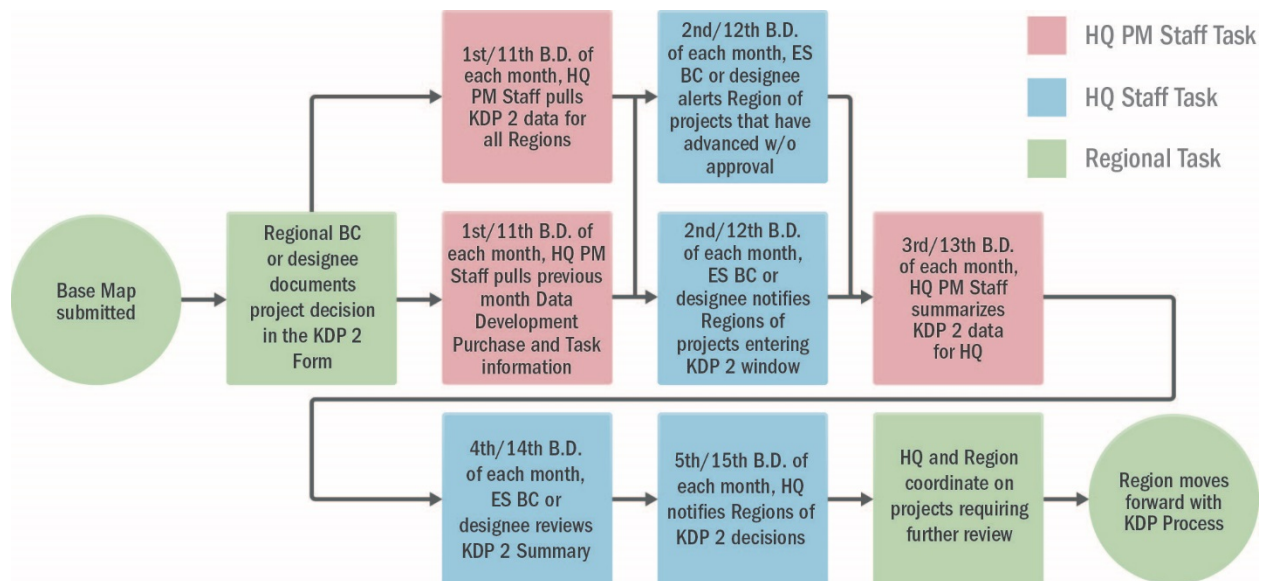 1st/11th B.D. of
each month, HQ
PM Staff pulls
KDP 2 data for
all Regions
2nd/12th B.D.
of each month, ES
BC or designee
alerts Region of
projects that have
advanced w/o
approval
HQ PM Staff Task
HQ Staff Task
Regional Task
Base Map
submitted
Regional BC
or designee
documents
project decision
in the KDP 2
Form
1st/11th B.D. of
each month, HQ PM
Staff pulls previous
month Data
Development
Purchase and Task
information
2nd/12th B.D.
of each month,
ES BC or
designee notifies
Regions of
projects entering
KDP 2 window
3rd/13th B.D.
of each month,
HQ PM Staff
summarizes
KDP 2 data
for HQ
4th/14th B.D.
of each month,
ES BC or
designee reviews
KDP 2 Summary
5th/15th B.D. of
each month, HQ
notifies Regions of
KDP 2 decisions
HQ and Region
coordinate on
projects requiring
further review
Region moves
forward with
KDP Process